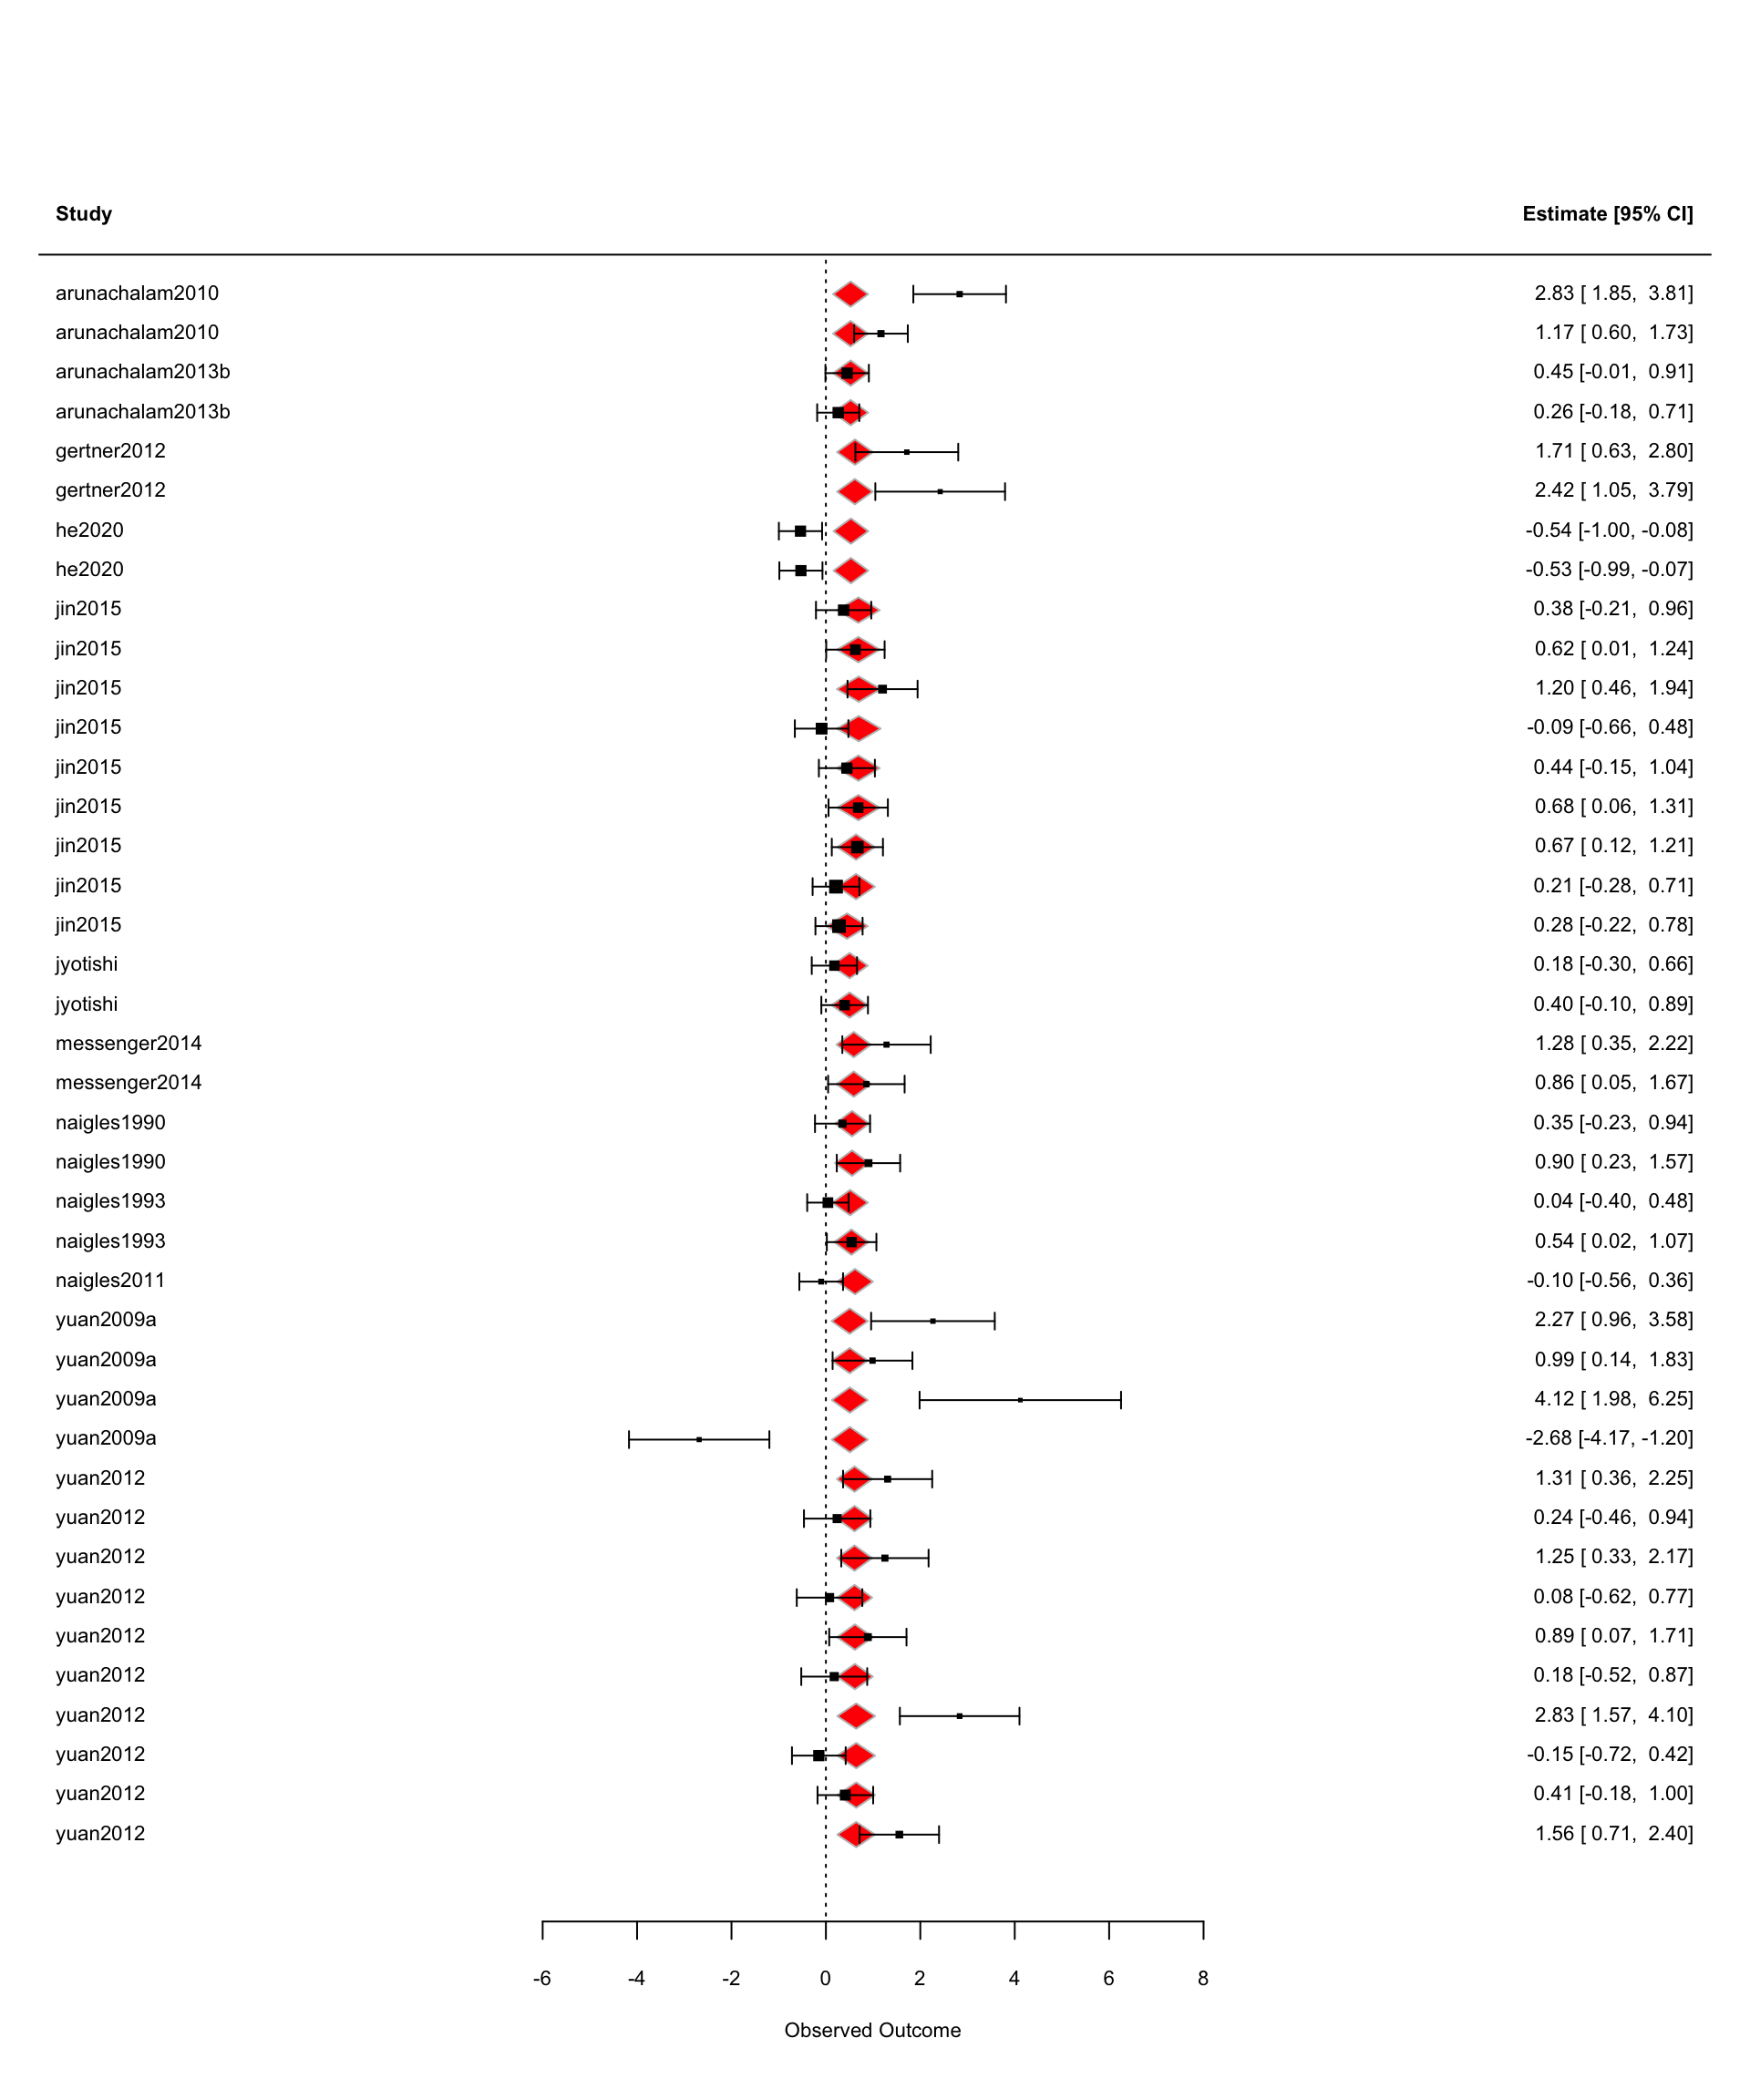 Study Estimate [95% CI]
arunachalam2010 2.83 [ 1.85, 3.81]
arunachalam2010 1.17 [ 0.60, 1.73]
arunachalam2013b 0.45 [-0.01, 0.91]
arunachalam2013b 0.26 [-0.18, 0.71]
gertner2012 1.71 [ 0.63, 2.80]
gertner2012 2.42 [ 1.05, 3.79]
he2020 -0.54 [-1.00, -0.08]
he2020 -0.53 [-0.99, -0.07]
jin2015 0.38 [-0.21, 0.96]
jin2015 0.62 [ 0.01, 1.24]
jin2015 1.20 [ 0.46, 1.94]
jin2015 -0.09 [-0.66, 0.48]
jin2015 0.44 [-0.15, 1.04]
jin2015 0.68 [ 0.06, 1.31]
jin2015 0.67 [ 0.12, 1.21]
jin2015 0.21 [-0.28, 0.71]
jin2015 0.28 [-0.22, 0.78]
jyotishi 0.18 [-0.30, 0.66]
jyotishi 0.40 [-0.10, 0.89]
messenger2014 1.28 [ 0.35, 2.22]
messenger2014 0.86 [ 0.05, 1.67]
naigles1990 0.35 [-0.23, 0.94]
naigles1990 0.90 [ 0.23, 1.57]
naigles1993 0.04 [-0.40, 0.48]
naigles1993 0.54 [ 0.02, 1.07]
naigles2011 -0.10 [-0.56, 0.36]
yuan2009a 2.27 [ 0.96, 3.58]
yuan2009a 0.99 [ 0.14, 1.83]
yuan2009a 4.12 [ 1.98, 6.25]
yuan2009a -2.68 [-4.17, -1.20]
yuan2012 1.31 [ 0.36, 2.25]
yuan2012 0.24 [-0.46, 0.94]
yuan2012 1.25 [ 0.33, 2.17]
yuan2012 0.08 [-0.62, 0.77]
yuan2012 0.89 [ 0.07, 1.71]
yuan2012 0.18 [-0.52, 0.87]
yuan2012 2.83 [ 1.57, 4.10]
yuan2012 -0.15 [-0.72, 0.42]
yuan2012 0.41 [-0.18, 1.00]
yuan2012 1.56 [ 0.71, 2.40]
-6 -4 -2 0 2 4 6 8
Observed Outcome